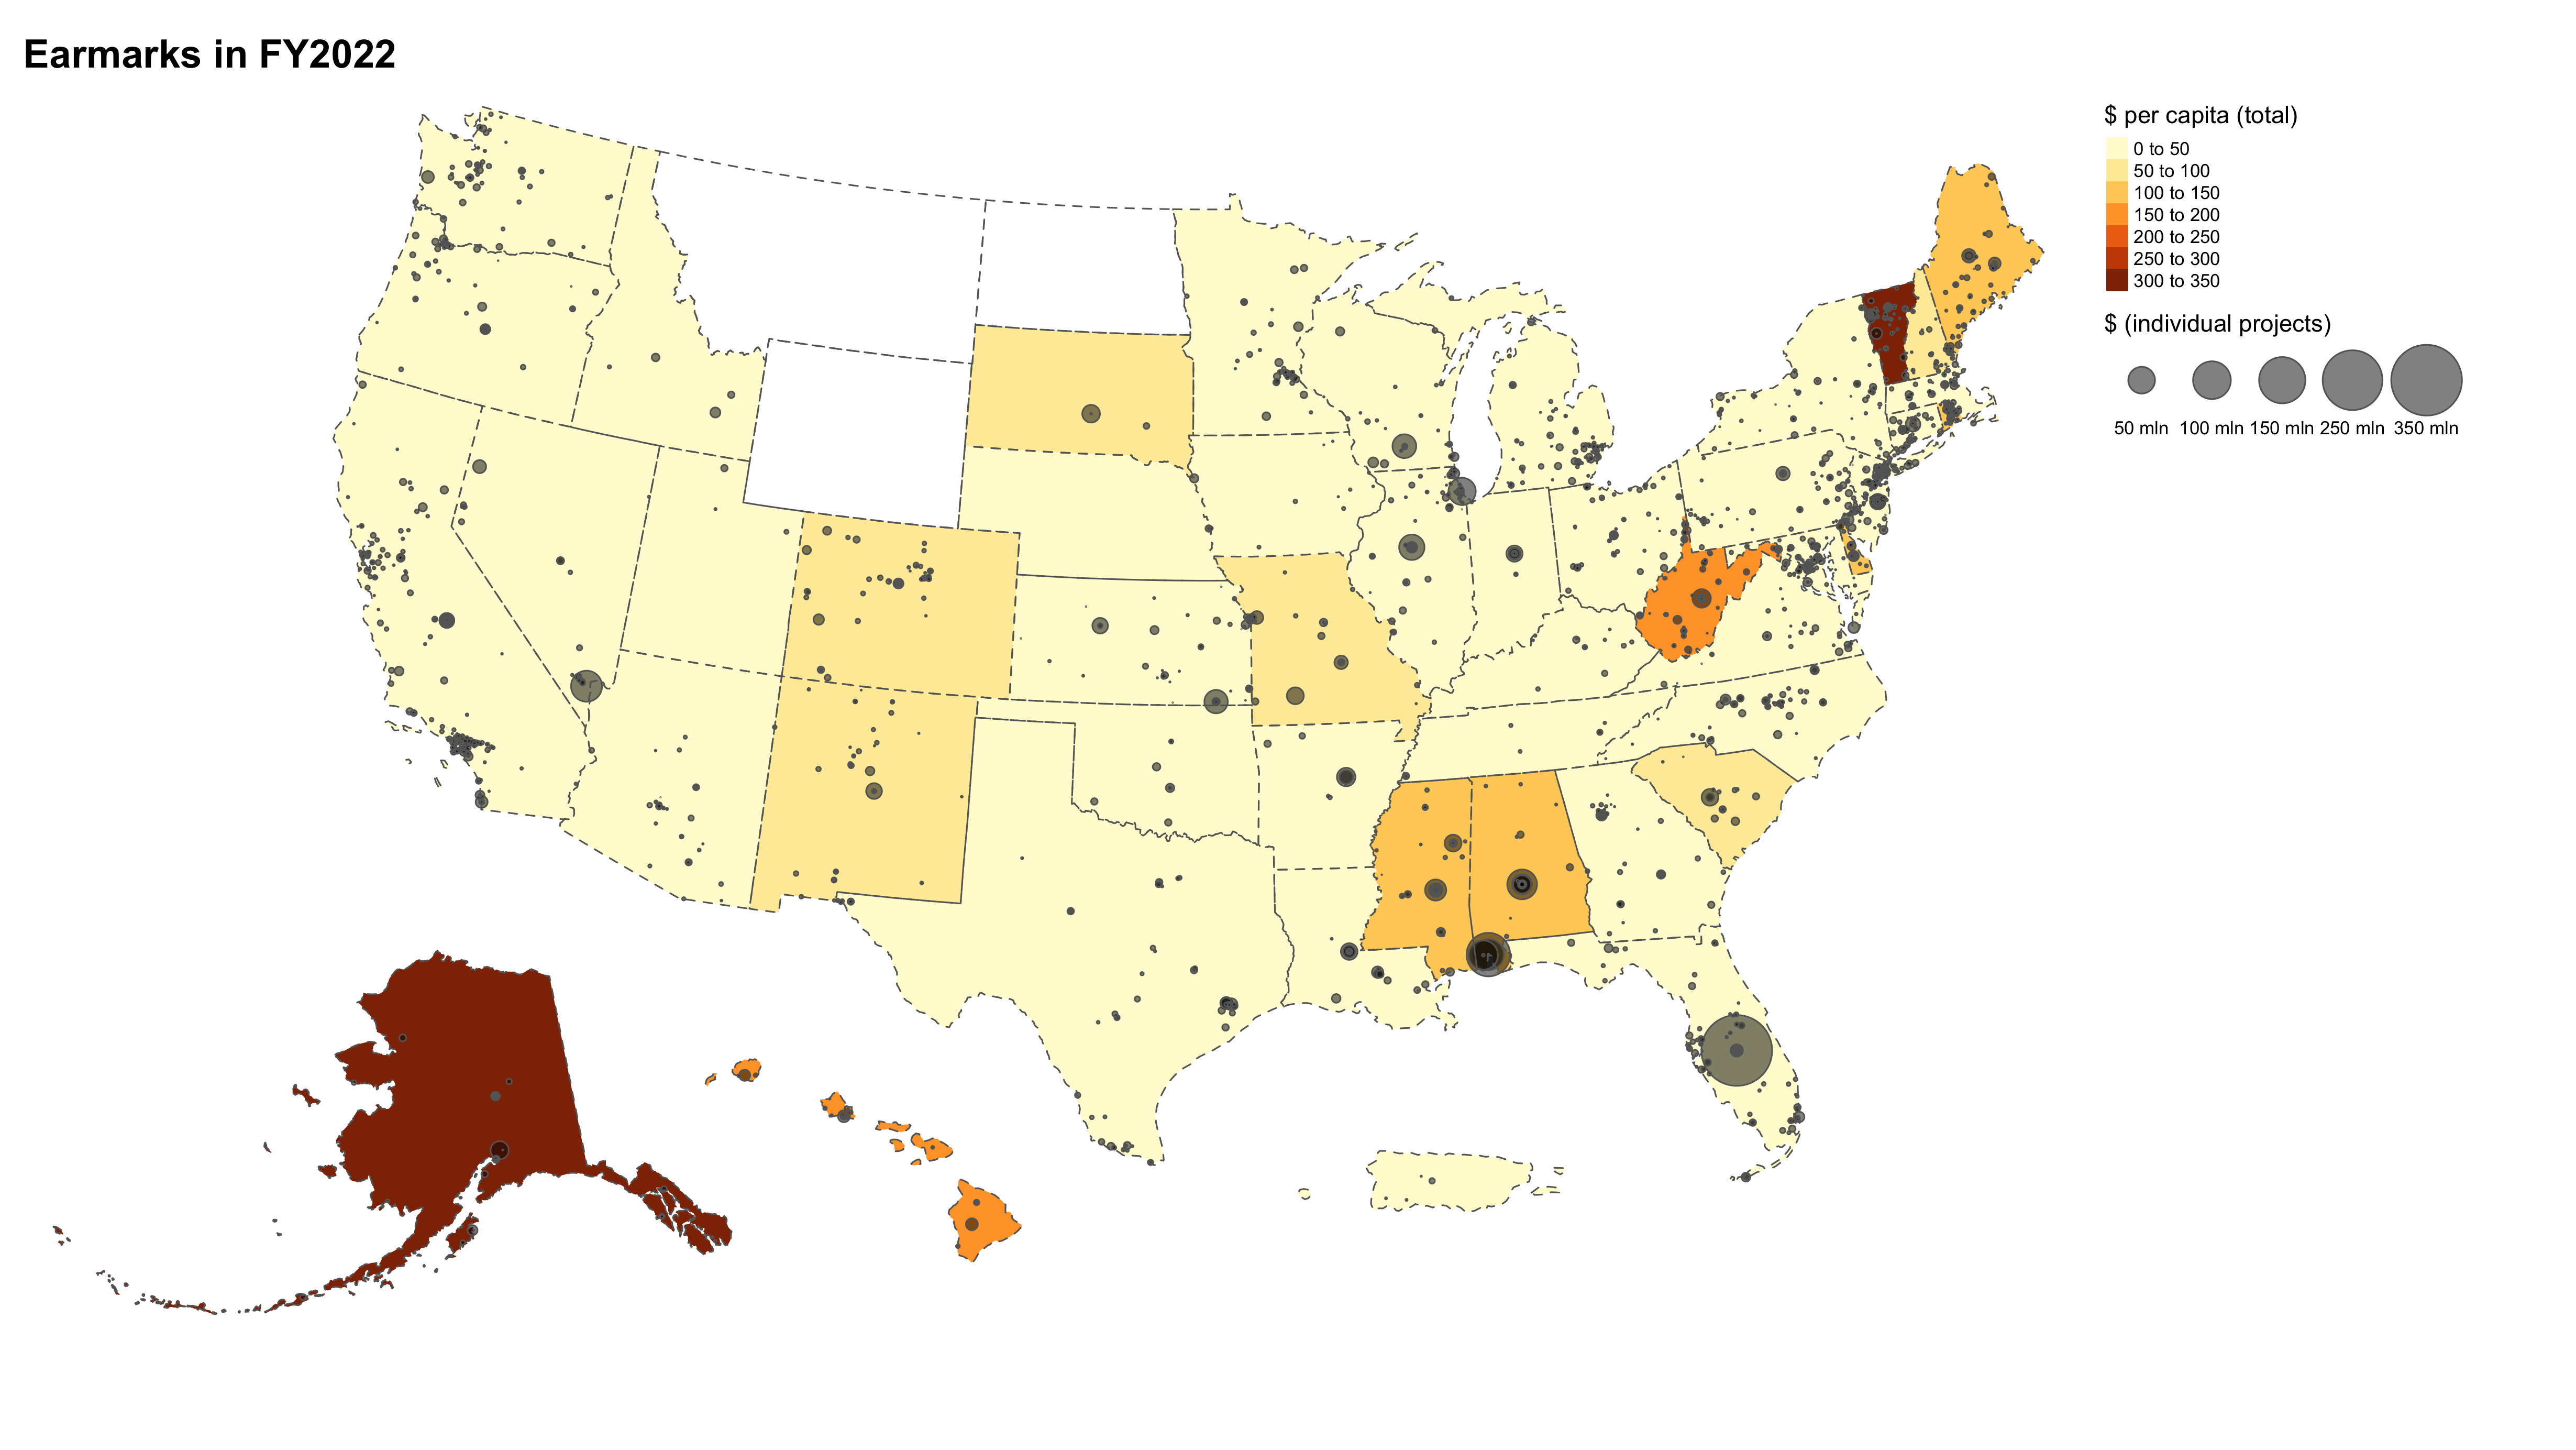 Earmarks in FY2022
$ per capita (total)
0 to 50
50 to 100
100 to 150
150 to 200
200 to 250
250 to 300
300 to 350
$ (individual projects)
50 mln 100 mln 150 mln 250 mln 350 mln